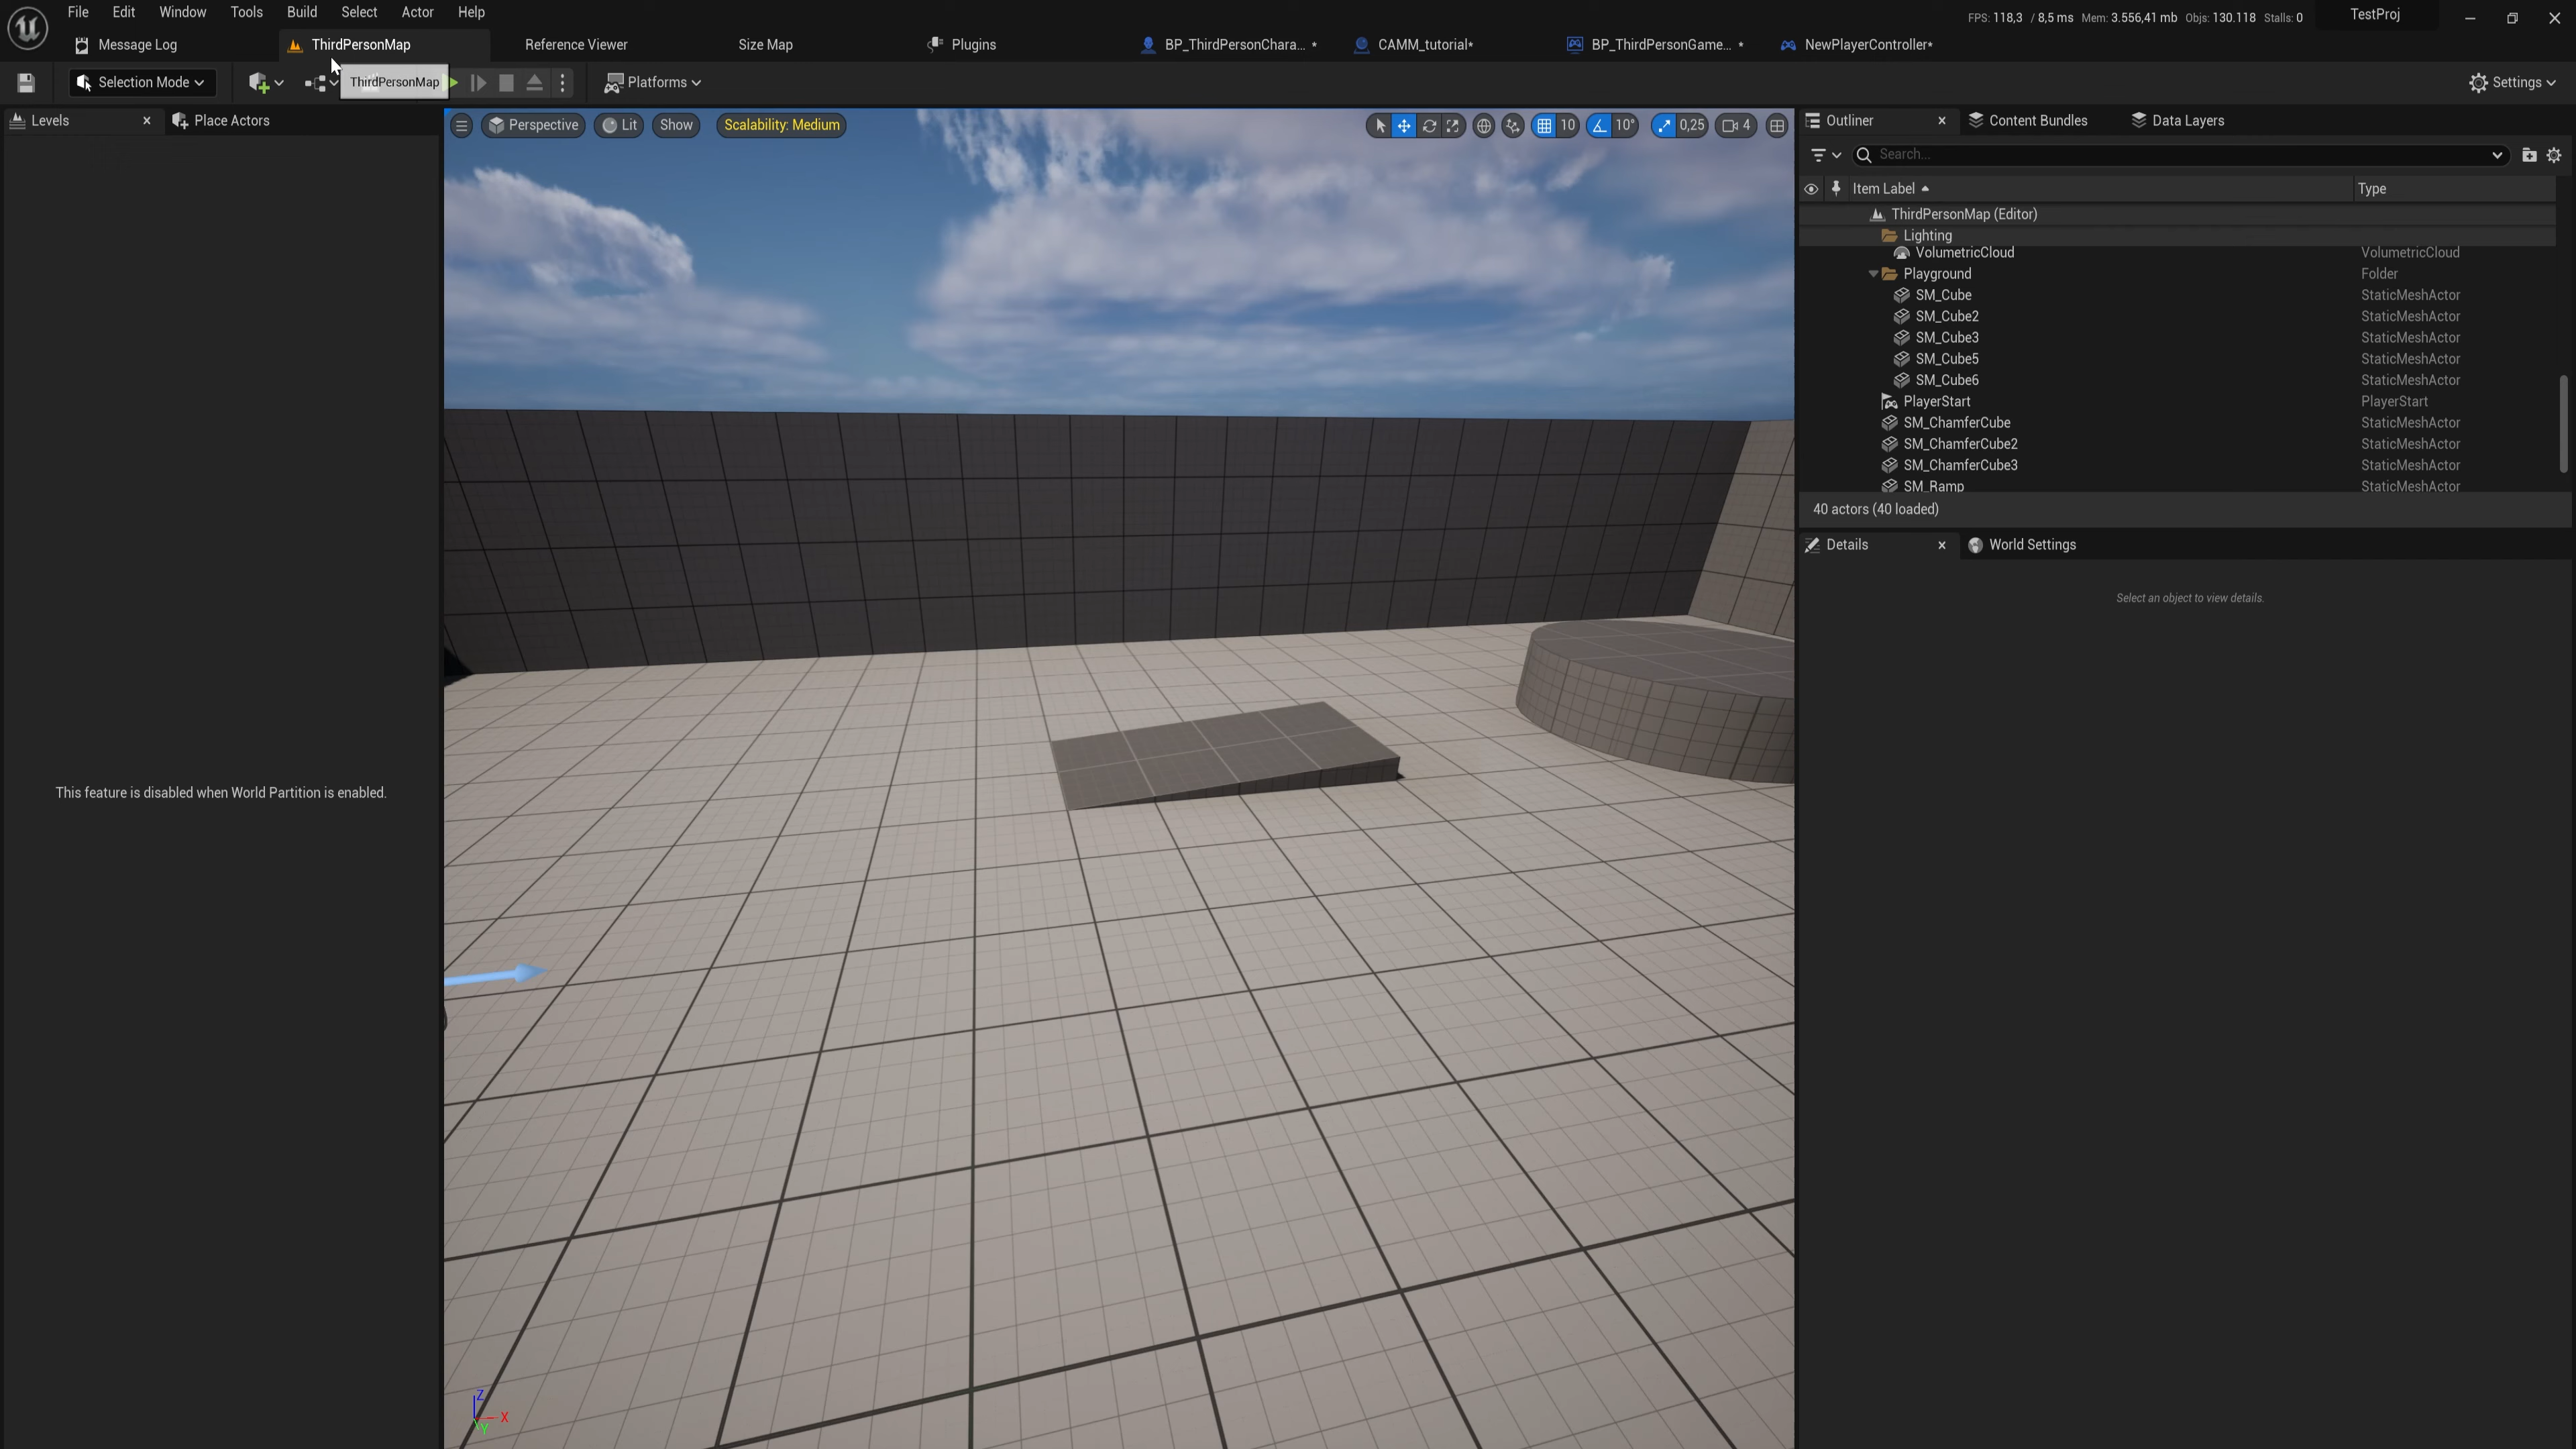 File Edit Window Tools Build Select Actor Help
FPS: 118,3 / 8,5 ms Mem: 3.556,41 mb Objs: 130.118 Stalls: 0
TestProj
Message Log
ThirdPersonMap
Reference Viewer
Size Map
Plugins
BP_ThirdPersonChara... *
CAMM_tutorial*
BP_ThirdPersonGame... *
NewPlayerController*
Selection Mode
ThirdPersonMap
Platforms
Settings
Levels
Place Actors
This feature is disabled when World Partition is enabled.
Perspective
Lit
Show
Scalability: Medium
10
10°
0,25
4
Z
X
Y
Outliner
Content Bundles
Data Layers
Search...
Item Label Type
ThirdPersonMap (Editor)
Lighting
VolumetricCloud VolumetricCloud
Playground Folder
SM_Cube StaticMeshActor
SM_Cube2 StaticMeshActor
SM_Cube3 StaticMeshActor
SM_Cube5 StaticMeshActor
SM_Cube6 StaticMeshActor
PlayerStart PlayerStart
SM_ChamferCube StaticMeshActor
SM_ChamferCube2 StaticMeshActor
SM_ChamferCube3 StaticMeshActor
SM_Ramp StaticMeshActor
40 actors (40 loaded)
Details
World Settings
Select an object to view details.